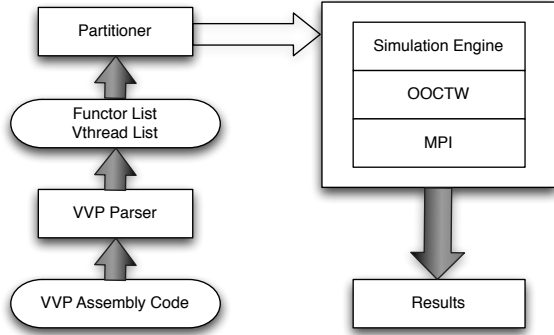 Partitioner
Functor List
Vthread List
VVP Parser
VVP Assembly Code
Simulation Engine
OOCTW
MPI
Results